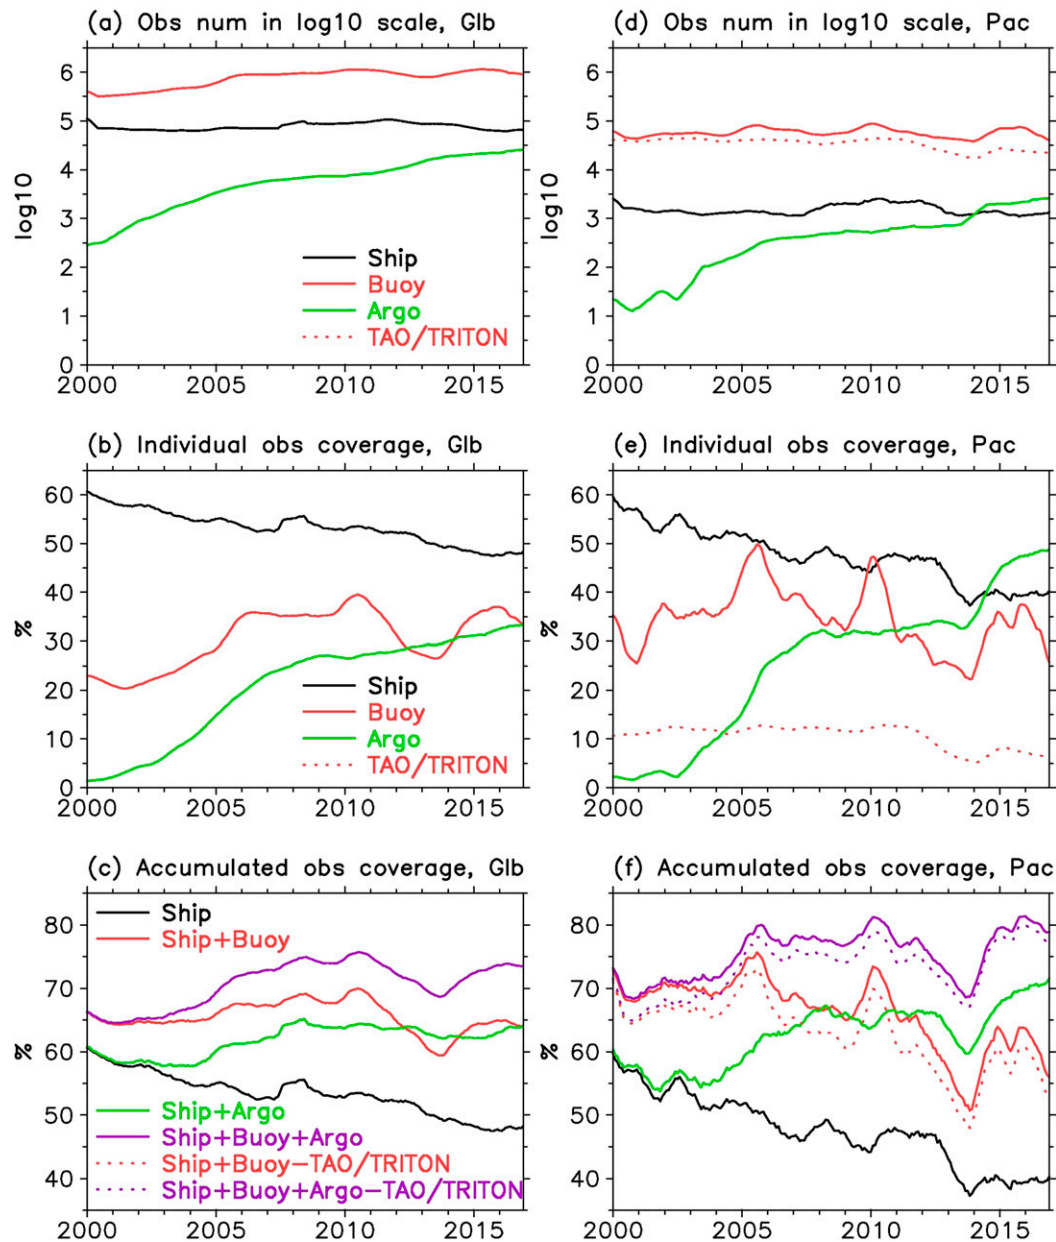 (a) Obs num in log10 scale, Glb
6
5
4
3
2
1
0
log10
Ship
Buoy
Argo
TAO/TRITON
2000 2005 2010 2015
(d) Obs num in log10 scale, Pac
6
5
4
3
2
1
0
log10
2000 2005 2010 2015
(b) Individual obs coverage, Glb
60
50
40
30
20
10
0
%
Ship
Buoy
Argo
TAO/TRITON
2000 2005 2010 2015
(e) Individual obs coverage, Pac
60
50
40
30
20
10
0
%
2000 2005 2010 2015
(c) Accumulated obs coverage, Glb
80
70
60
50
40
%
Ship
Ship+Buoy
Ship+Argo
Ship+Buoy+Argo
Ship+Buoy−TAO/TRITON
Ship+Buoy+Argo−TAO/TRITON
2000 2005 2010 2015
(f) Accumulated obs coverage, Pac
80
70
60
50
40
%
2000 2005 2010 2015